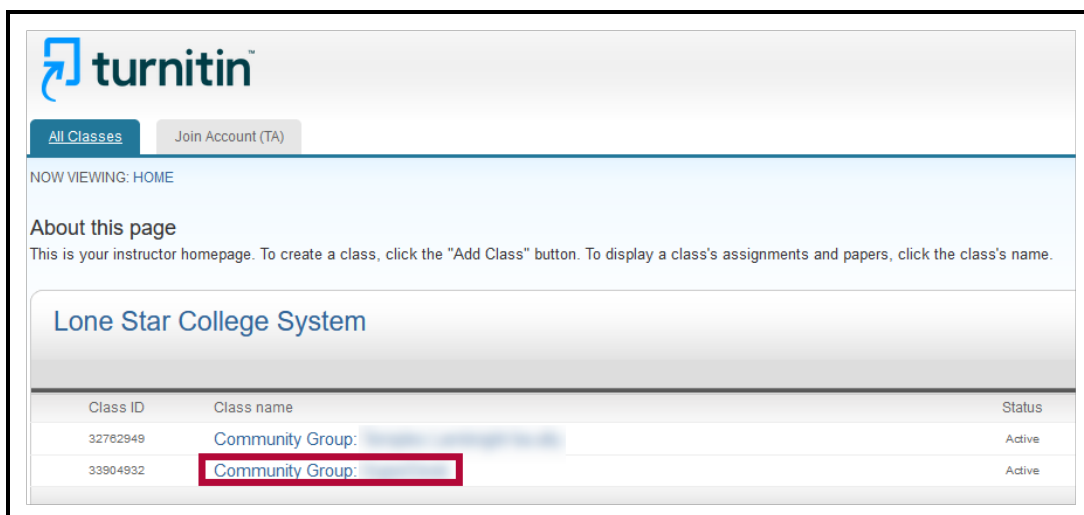 turnitin™
All Classes Join Account (TA)
NOW VIEWING: HOME
About this page
This is your instructor homepage. To create a class, click the "Add Class" button. To display a class's assignments and papers, click the class's name.
Lone Star College System
Class ID Class name Status
32762949 Community Group: Active
33904932 Community Group: Active